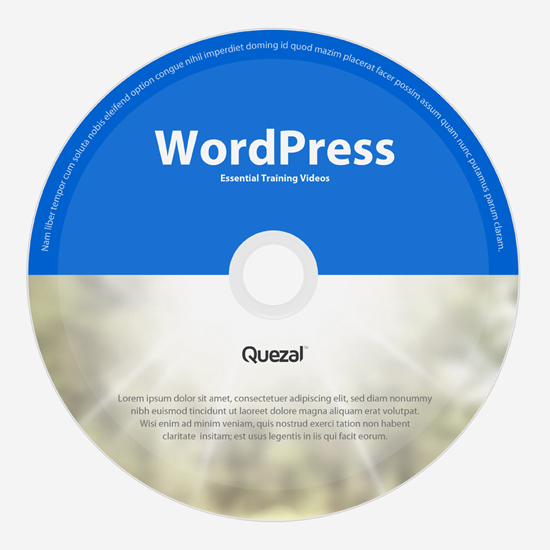 Nam liber tempor cum soluta nobis eleifend option congue nihil imperdiet doming id quod mazim placerat facer possim assum quam nunc putamus parum claram.
WordPress
Essential Training Videos
Quezal™
Lorem ipsum dolor sit amet, consectetuer adipiscing elit, sed diam nonummy
nibh euismod tincidunt ut laoreet dolore magna aliquam erat volutpat.
Wisi enim ad minim veniam, quis nostrud exerci tation non habent
claritate insitam; est usus legentis in iis qui facit eorum.